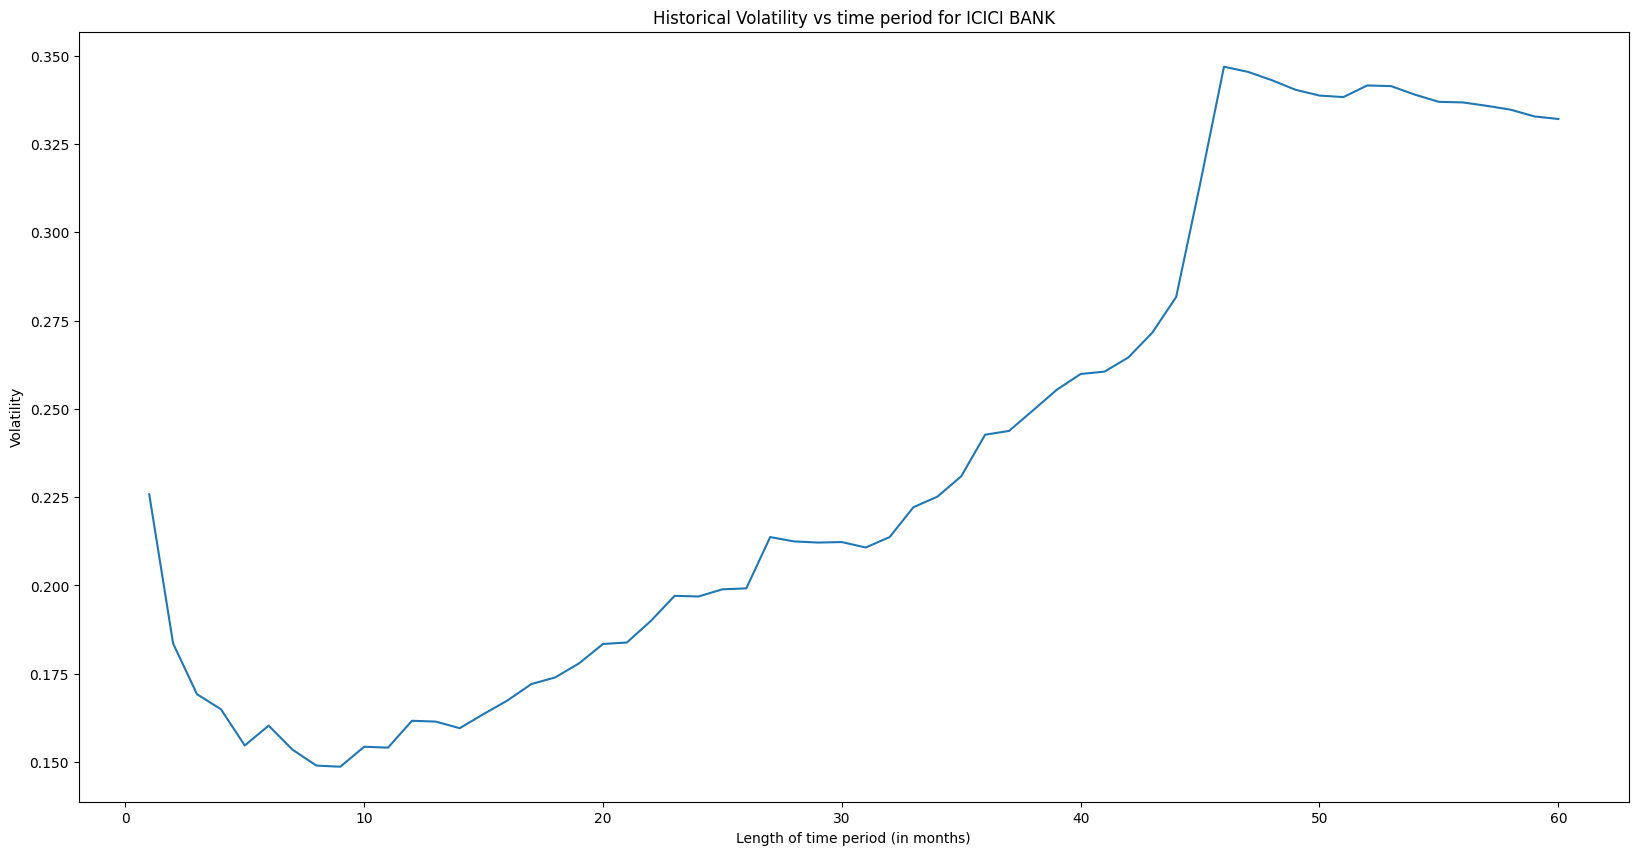 Historical Volatility vs time period for ICICI BANK
0.350
0.325
0.300
0.275
0.250
0.225
0.200
0.175
0.150
Volatility
0 10 20 30 40 50 60
Length of time period (in months)